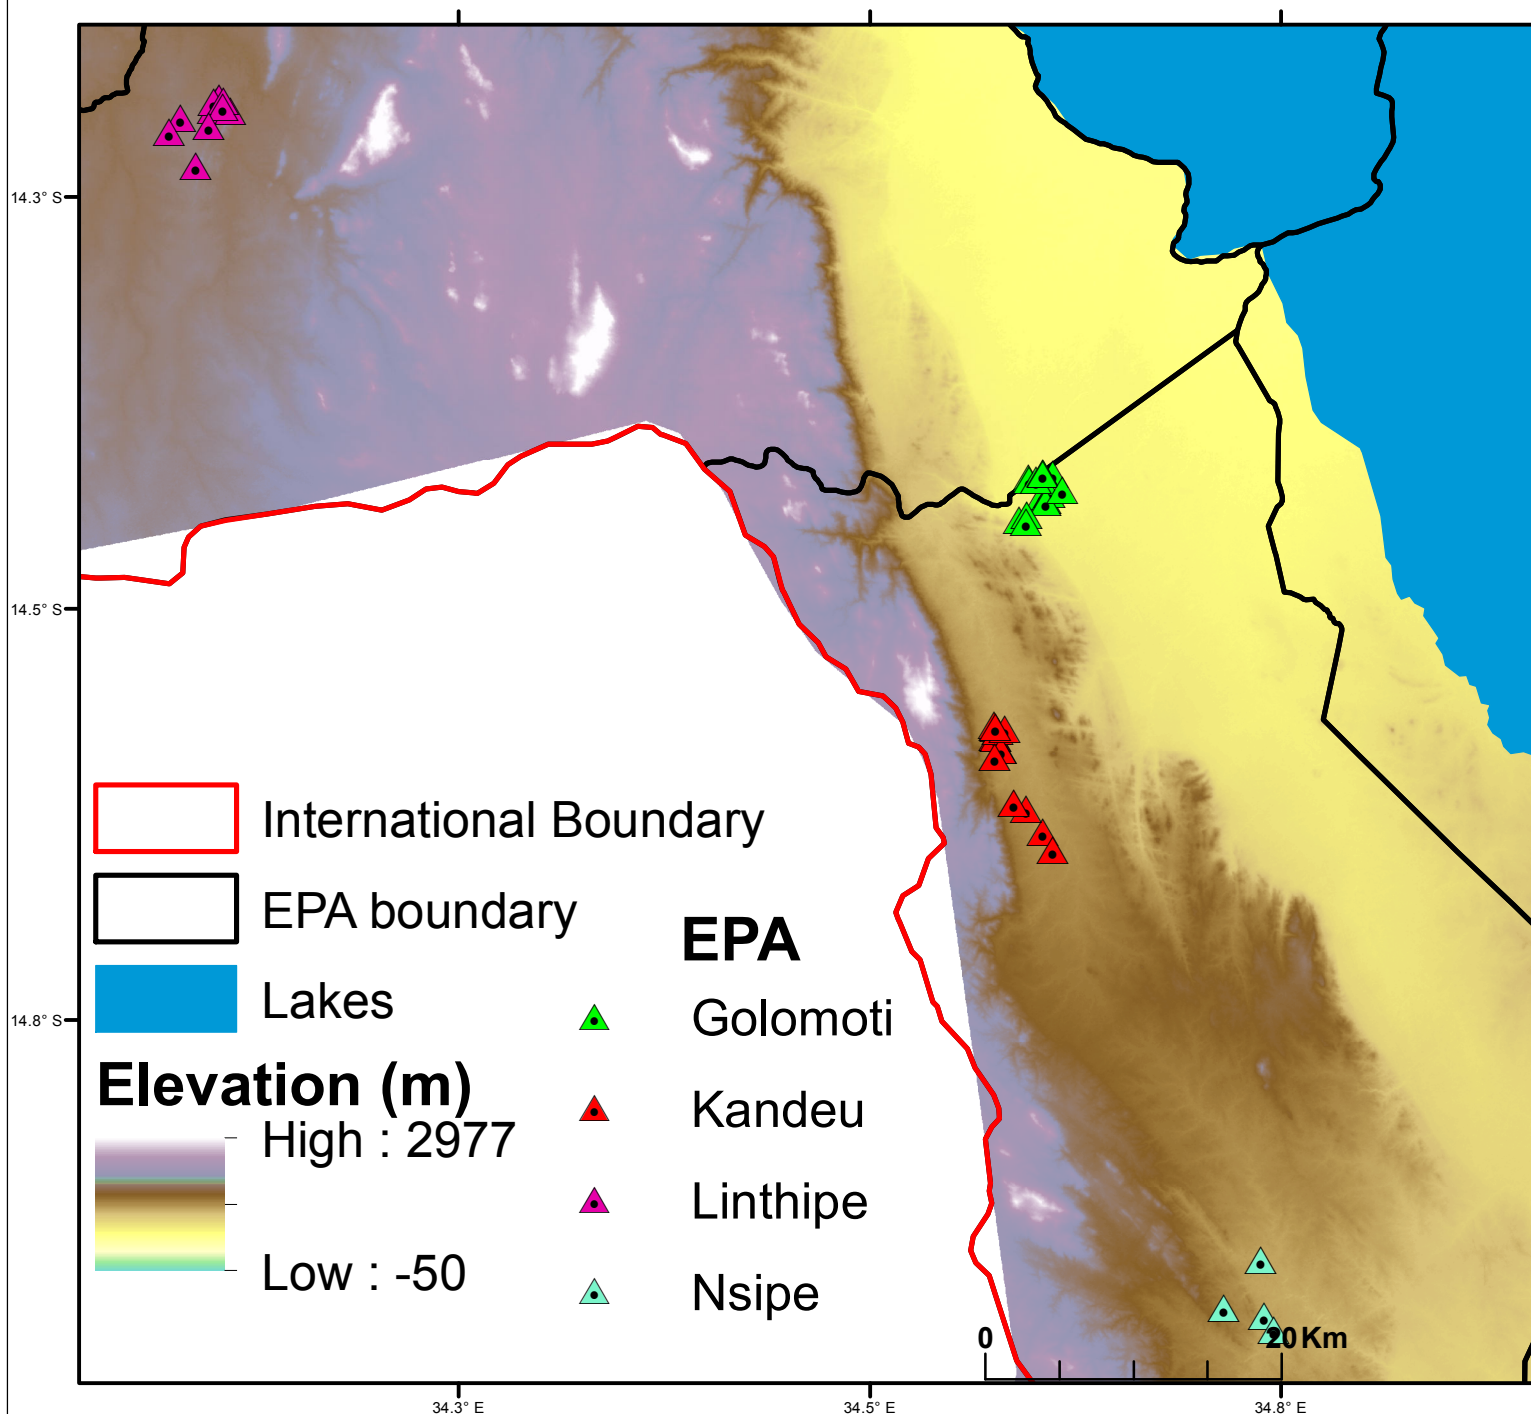 14.3° S
14.5° S
14.8° S
International Boundary
EPA boundary
Lakes
Elevation (m)
High : 2977
Low : -50
EPA
Golomoti
Kandeu
Linthipe
Nsipe
0 20 Km
34.3° E 34.5° E 34.8° E